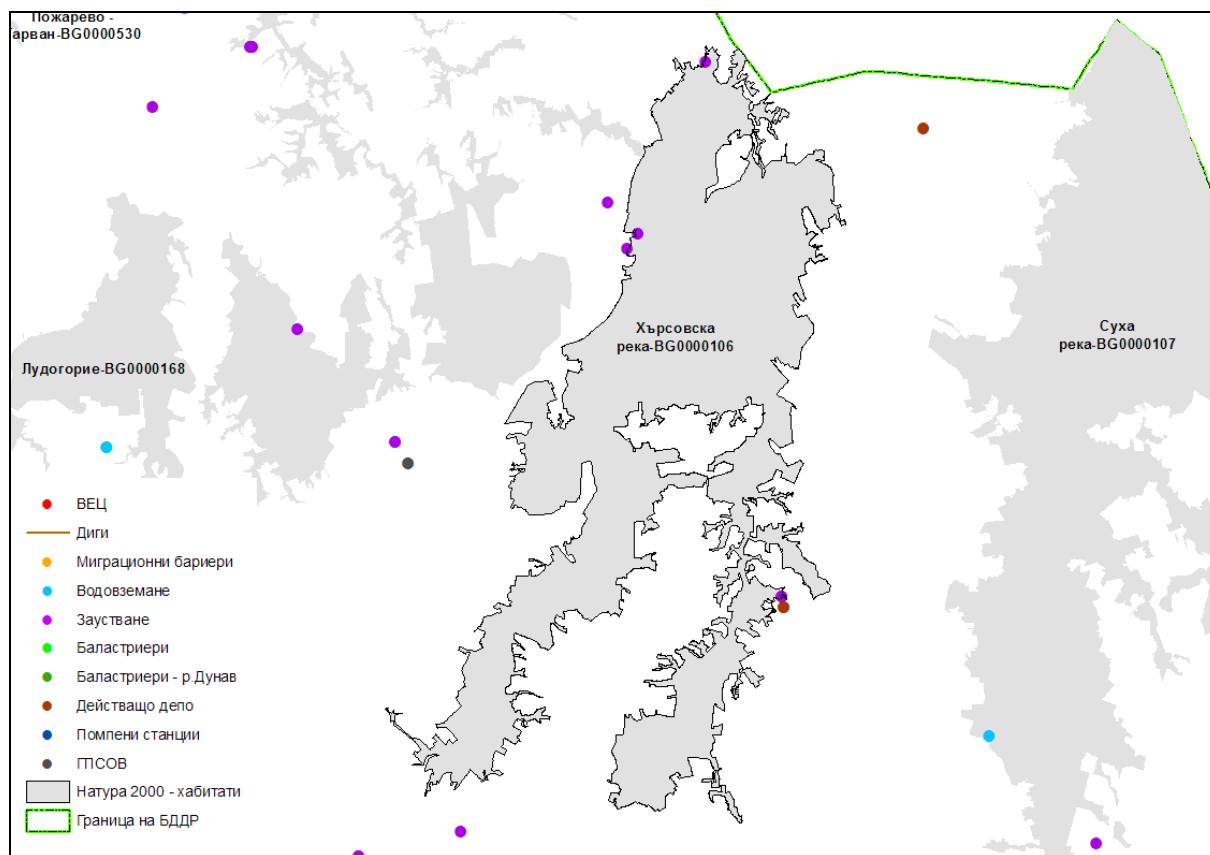 Пожарево -
арван-BG0000530
Хърсовска
река-BG0000106
Суха
река-BG0000107
Лудогорие-BG0000168
ВЕЦ
Диги
Миграционни бариери
Водовземане
Заустване
Баластриери
Баластриери - р.Дунав
Действащо депо
Помпени станции
ГПСОВ
Натура 2000 - хабитати
Граница на БДДР